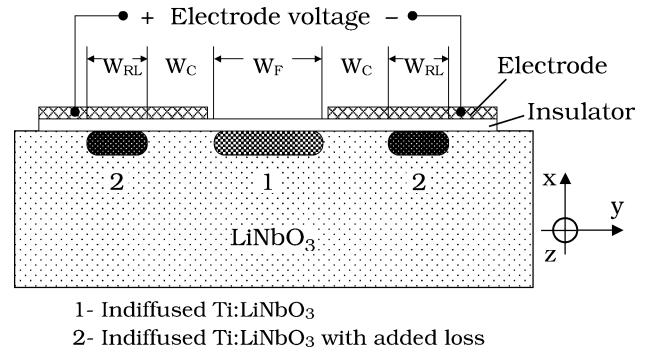 + Electrode voltage –
W_RL W_C W_F W_C W_RL
Electrode
Insulator
2 1 2
x
y
z
LiNbO₃
1- Indiffused Ti:LiNbO₃
2- Indiffused Ti:LiNbO₃ with added loss